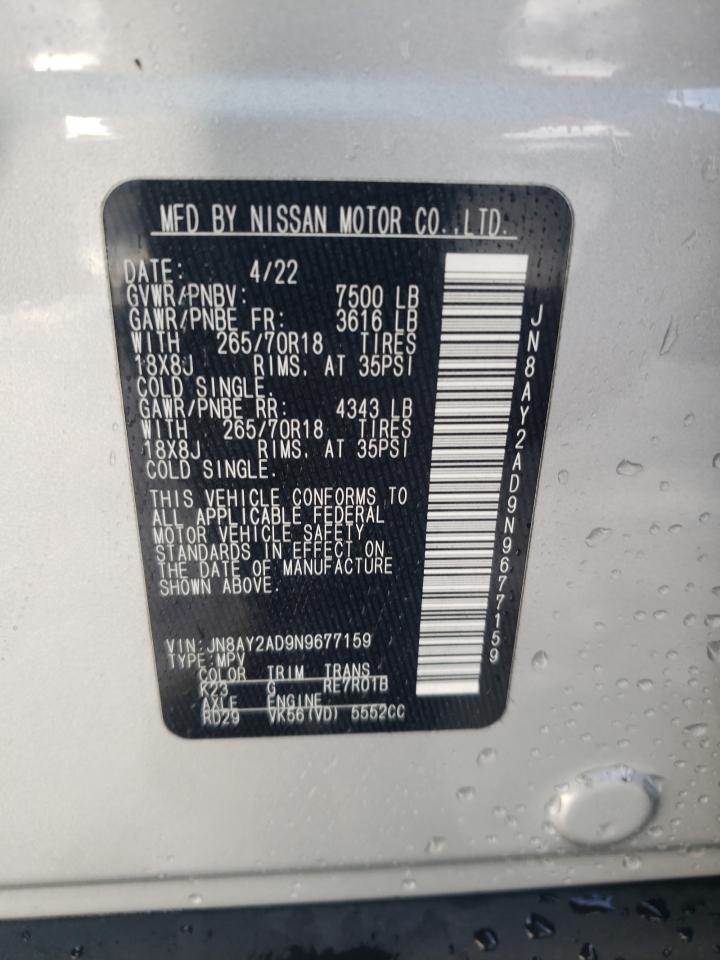 MFD BY NISSAN MOTOR CO.,LTD.
DATE: 4/22
GVWR/PNBV: 7500 LB
GAWR/PNBE FR: 3616 LB
WITH 265/70R18 TIRES
18X8J RIMS, AT 35PSI
COLD SINGLE.
GAWR/PNBE RR: 4343 LB
WITH 265/70R18 TIRES
18X8J RIMS, AT 35PSI
COLD SINGLE.
THIS VEHICLE CONFORMS TO
ALL APPLICABLE FEDERAL
MOTOR VEHICLE SAFETY
STANDARDS IN EFFECT ON
THE DATE OF MANUFACTURE
SHOWN ABOVE.
VIN:JN8AY2AD9N9677159
TYPE:MPV
COLOR TRIM TRANS
K23 G RE7R01B
AXLE ENGINE
RD29 VK56(VD) 5552CC
JN8AY2AD9N9677159